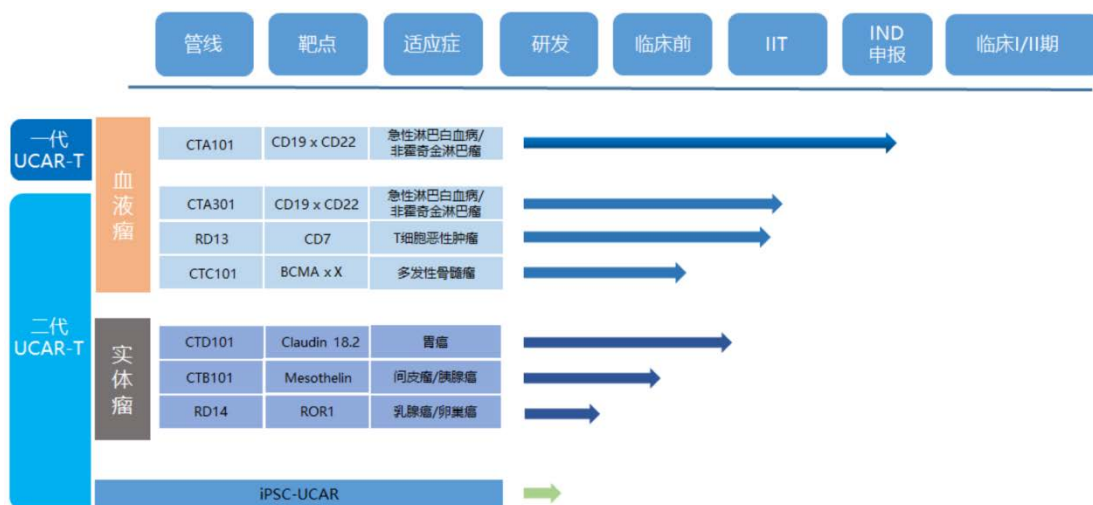 管线 靶点 适应症 研发 临床前 IIT IND 临床I/II期
申报
一代
UCAR-T
血液瘤
CTA101 CD19 x CD22 急性淋巴白血病/
非霍奇金淋巴瘤
CTA301 CD19 x CD22 急性淋巴白血病/
非霍奇金淋巴瘤
RD13 CD7 T细胞恶性肿瘤
CTC101 BCMA x X 多发性骨髓瘤
二代
UCAR-T
实体瘤
CTD101 Claudin 18.2 胃癌
CTB101 Mesothelin 间皮瘤/胰腺癌
RD14 ROR1 乳腺癌/卵巢癌
iPSC-UCAR